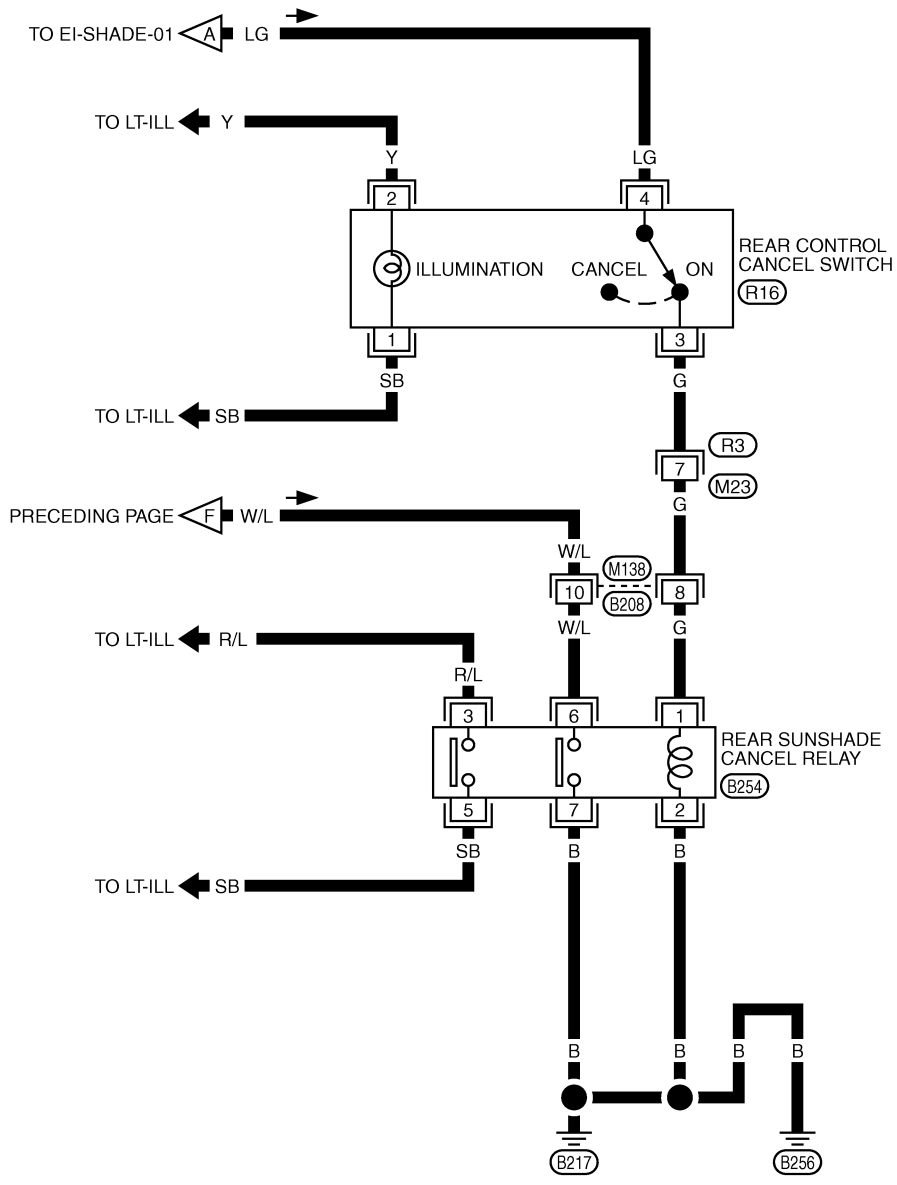 TO EI-SHADE-01 A LG
TO LT-ILL Y
Y LG
2 4
ILLUMINATION CANCEL ON
REAR CONTROL
CANCEL SWITCH
R16
1 3
SB G
TO LT-ILL SB
R3
7
M23
G
PRECEDING PAGE F W/L
W/L
M138
10 8
B208
W/L G
TO LT-ILL R/L
R/L
3 6 1
REAR SUNSHADE
CANCEL RELAY
B254
5 7 2
SB B B
TO LT-ILL SB
B B B B
B217 B256